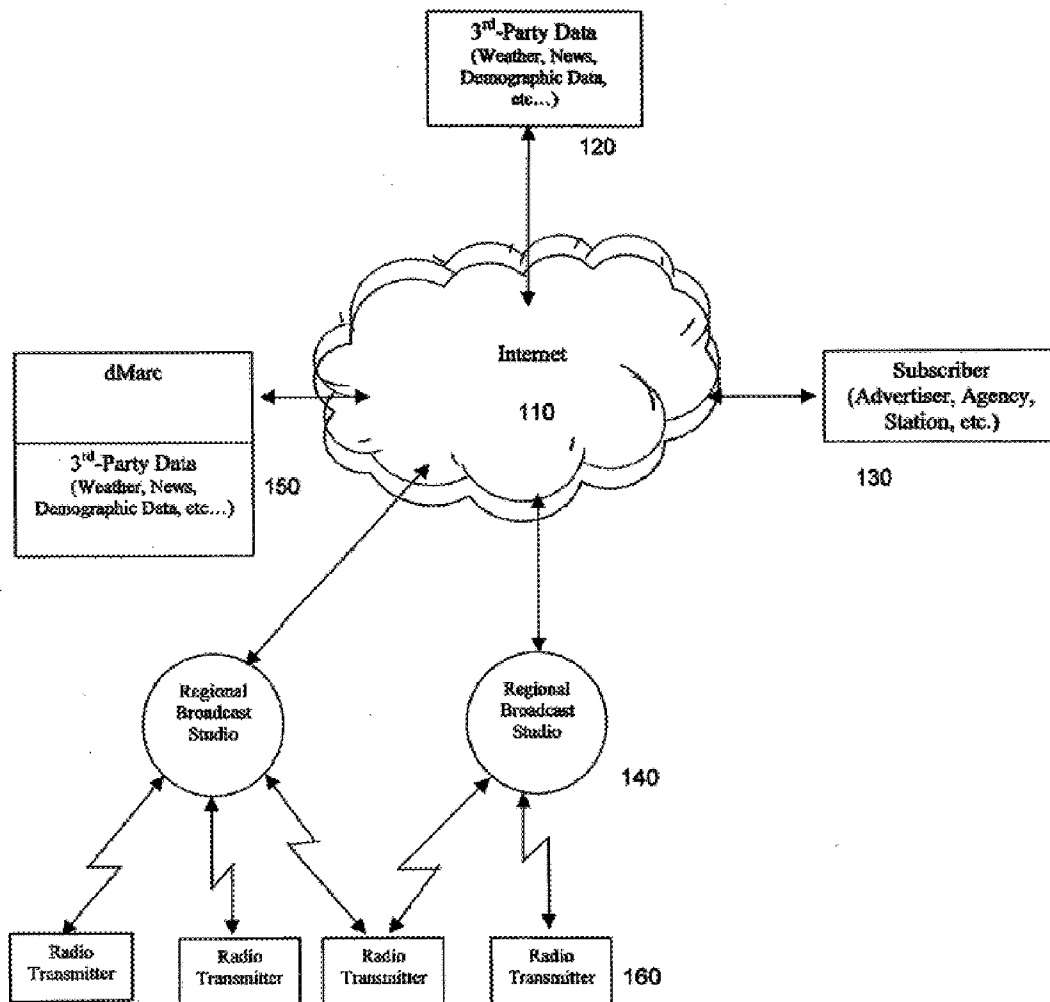 3rd-Party Data
(Weather, News,
Demographic Data,
etc…)
120
Internet
110
dMarc
3rd-Party Data
(Weather, News,
Demographic Data, etc…)
150
Subscriber
(Advertiser, Agency,
Station, etc.)
130
Regional
Broadcast
Studio
Regional
Broadcast
Studio
140
Radio
Transmitter
Radio
Transmitter
Radio
Transmitter
Radio
Transmitter
160